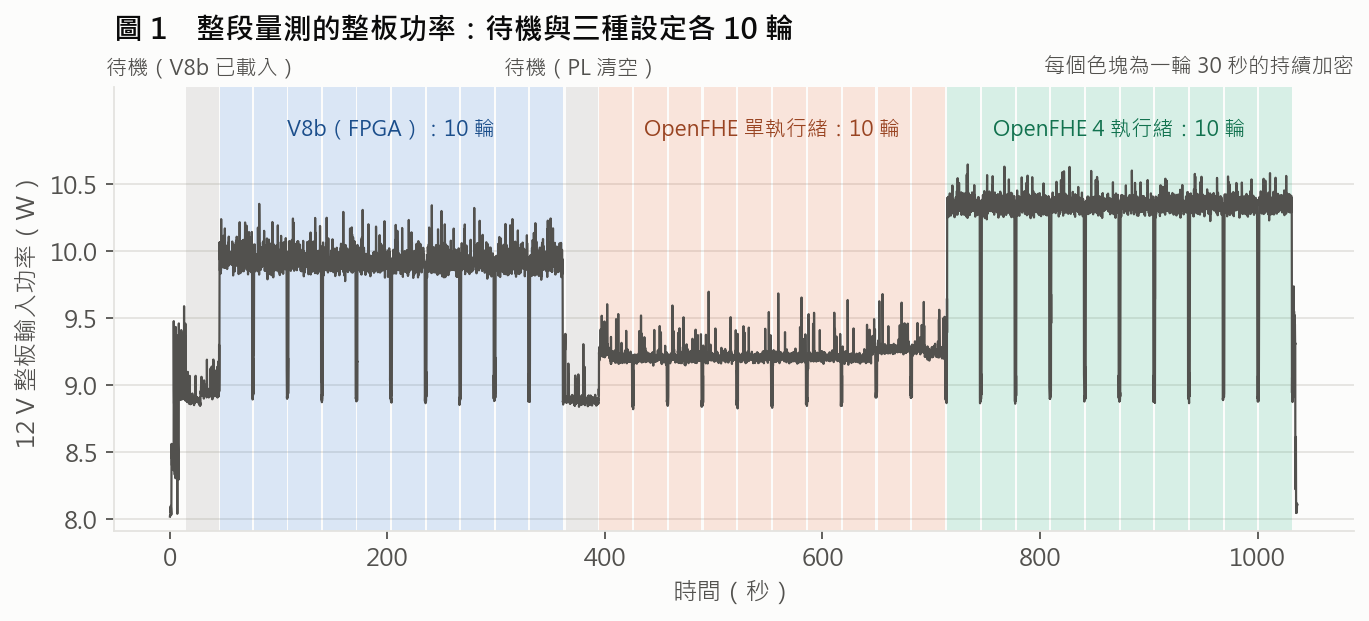 圖 1　整段量測的整板功率：待機與三種設定各 10 輪
待機（V8b 已載入）
待機（PL 清空）
每個色塊為一輪 30 秒的持續加密
V8b（FPGA）：10 輪
OpenFHE 單執行緒：10 輪
OpenFHE 4 執行緒：10 輪
12 V 整板輸入功率（W）
10.5
10.0
9.5
9.0
8.5
8.0
0
200
400
600
800
1000
時間（秒）